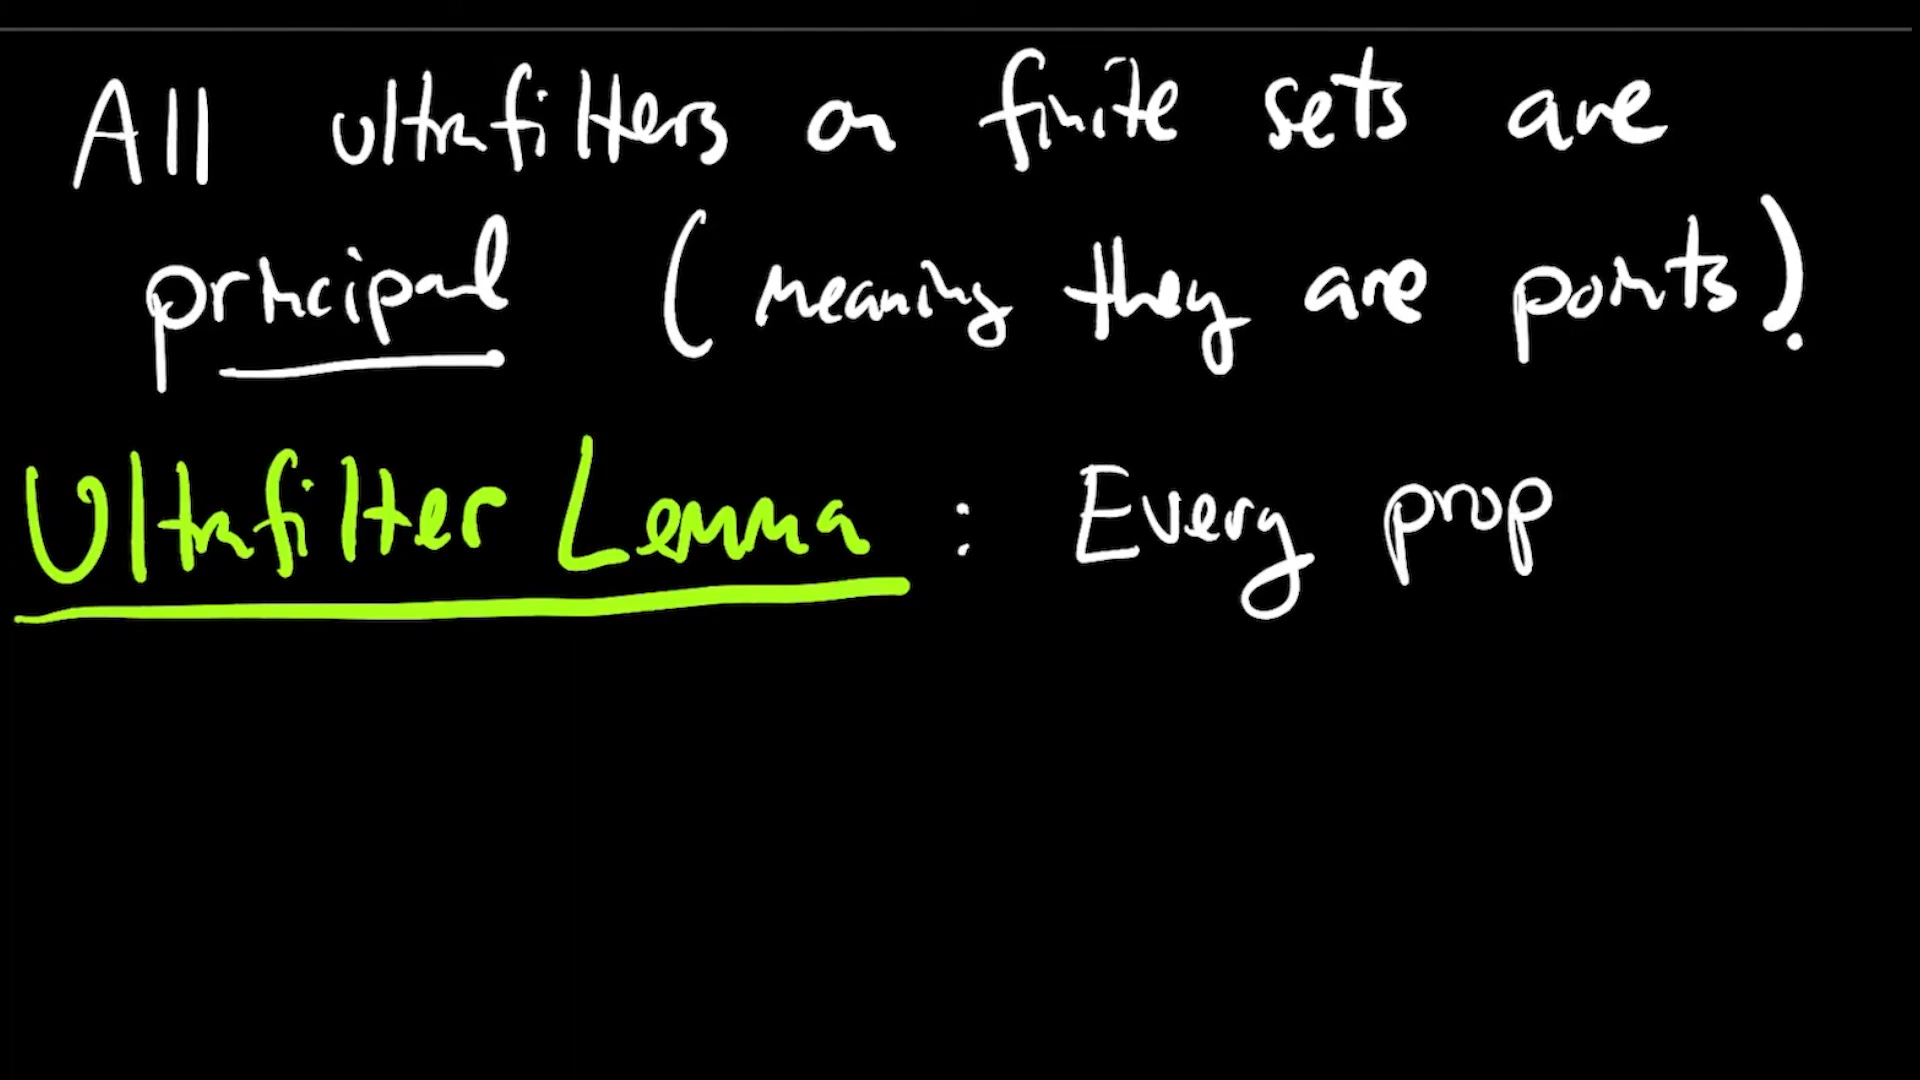 All ultrafilters on finite sets are
principal (meaning they are points).
Ultrafilter Lemma : Every prop